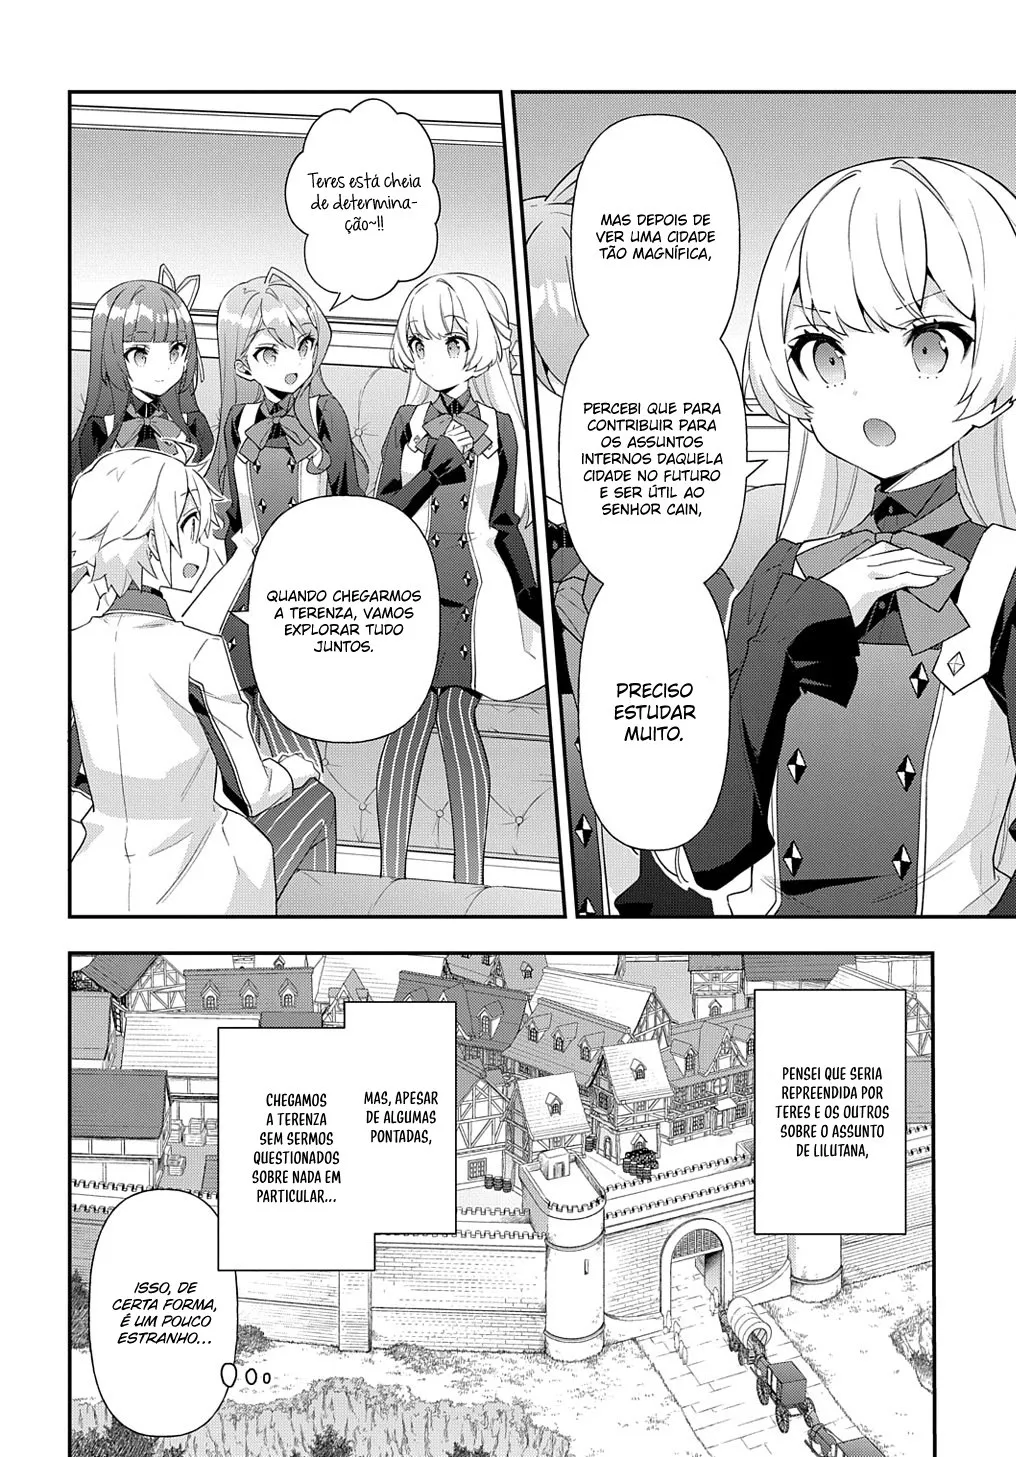 MAS DEPOIS DE
VER UMA CIDADE
TÃO MAGNÍFICA,
PERCEBI QUE PARA
CONTRIBUIR PARA
OS ASSUNTOS
INTERNOS DAQUELA
CIDADE NO FUTURO
E SER ÚTIL AO
SENHOR CAIN,
PRECISO
ESTUDAR
MUITO.
Teres está cheia
de determina-
ção~!!
QUANDO CHEGARMOS
A TERENZA, VAMOS
EXPLORAR TUDO
JUNTOS.
PENSEI QUE SERIA
REPREENDIDA POR
TERES E OS OUTROS
SOBRE O ASSUNTO
DE LILUTANA,
MAS, APESAR
DE ALGUMAS
PONTADAS,
CHEGAMOS
A TERENZA
SEM SERMOS
QUESTIONADOS
SOBRE NADA EM
PARTICULAR...
ISSO, DE
CERTA FORMA,
É UM POUCO
ESTRANHO...